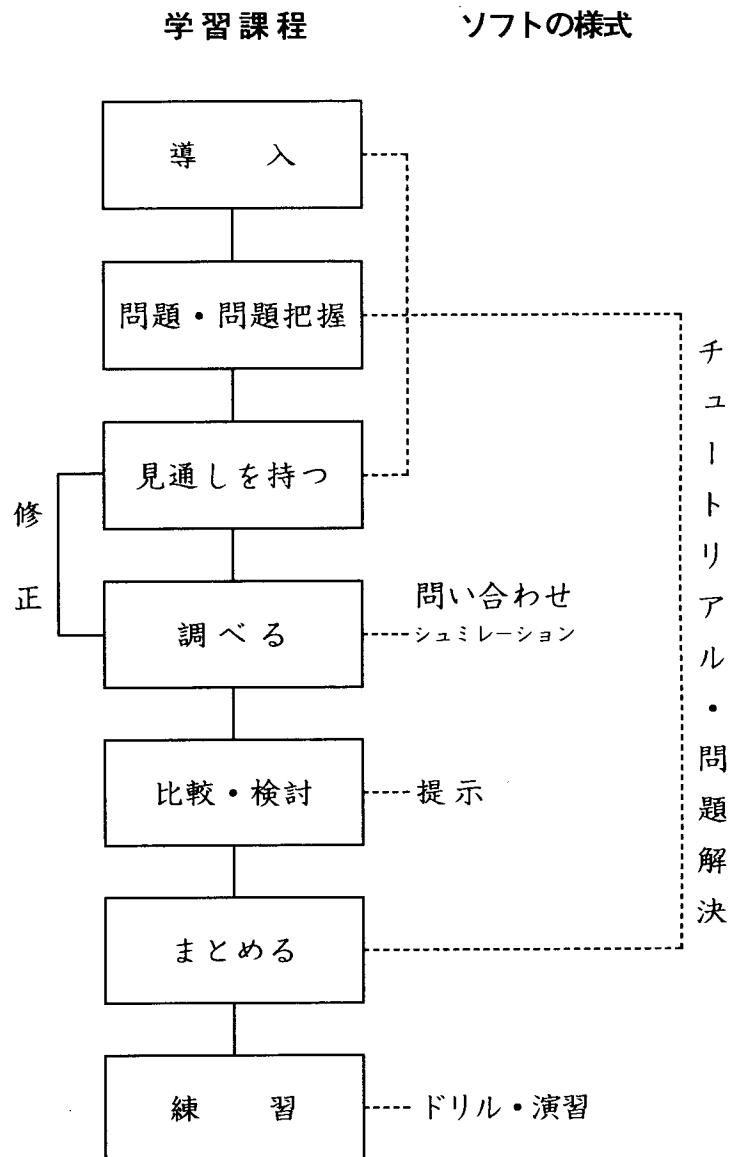 学習課程 ソフトの様式
導入
問題・問題把握
見通しを持つ
修正
調べる
問い合わせ
シュミレーション
比較・検討
提示
まとめる
練習
ドリル・演習
チュートリアル・問題解決